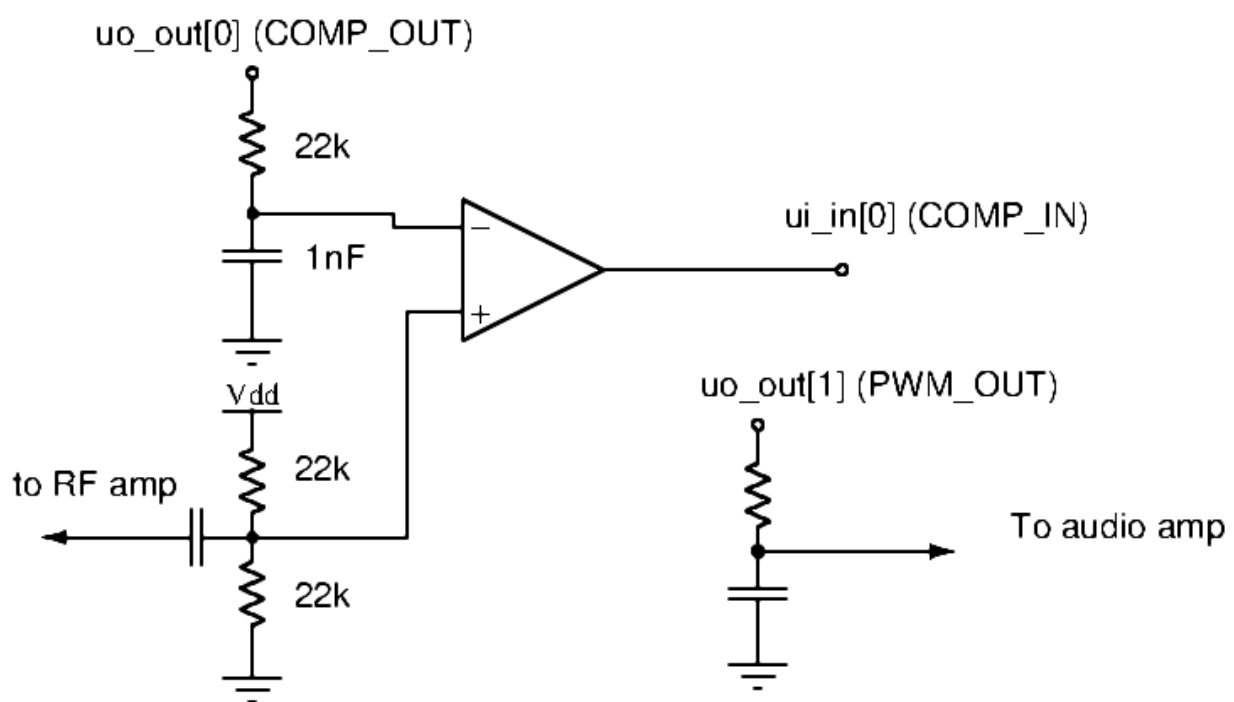 uo_out[0] (COMP_OUT)
22k
1nF
−
+
ui_in[0] (COMP_IN)
Vdd
22k
to RF amp
22k
uo_out[1] (PWM_OUT)
To audio amp